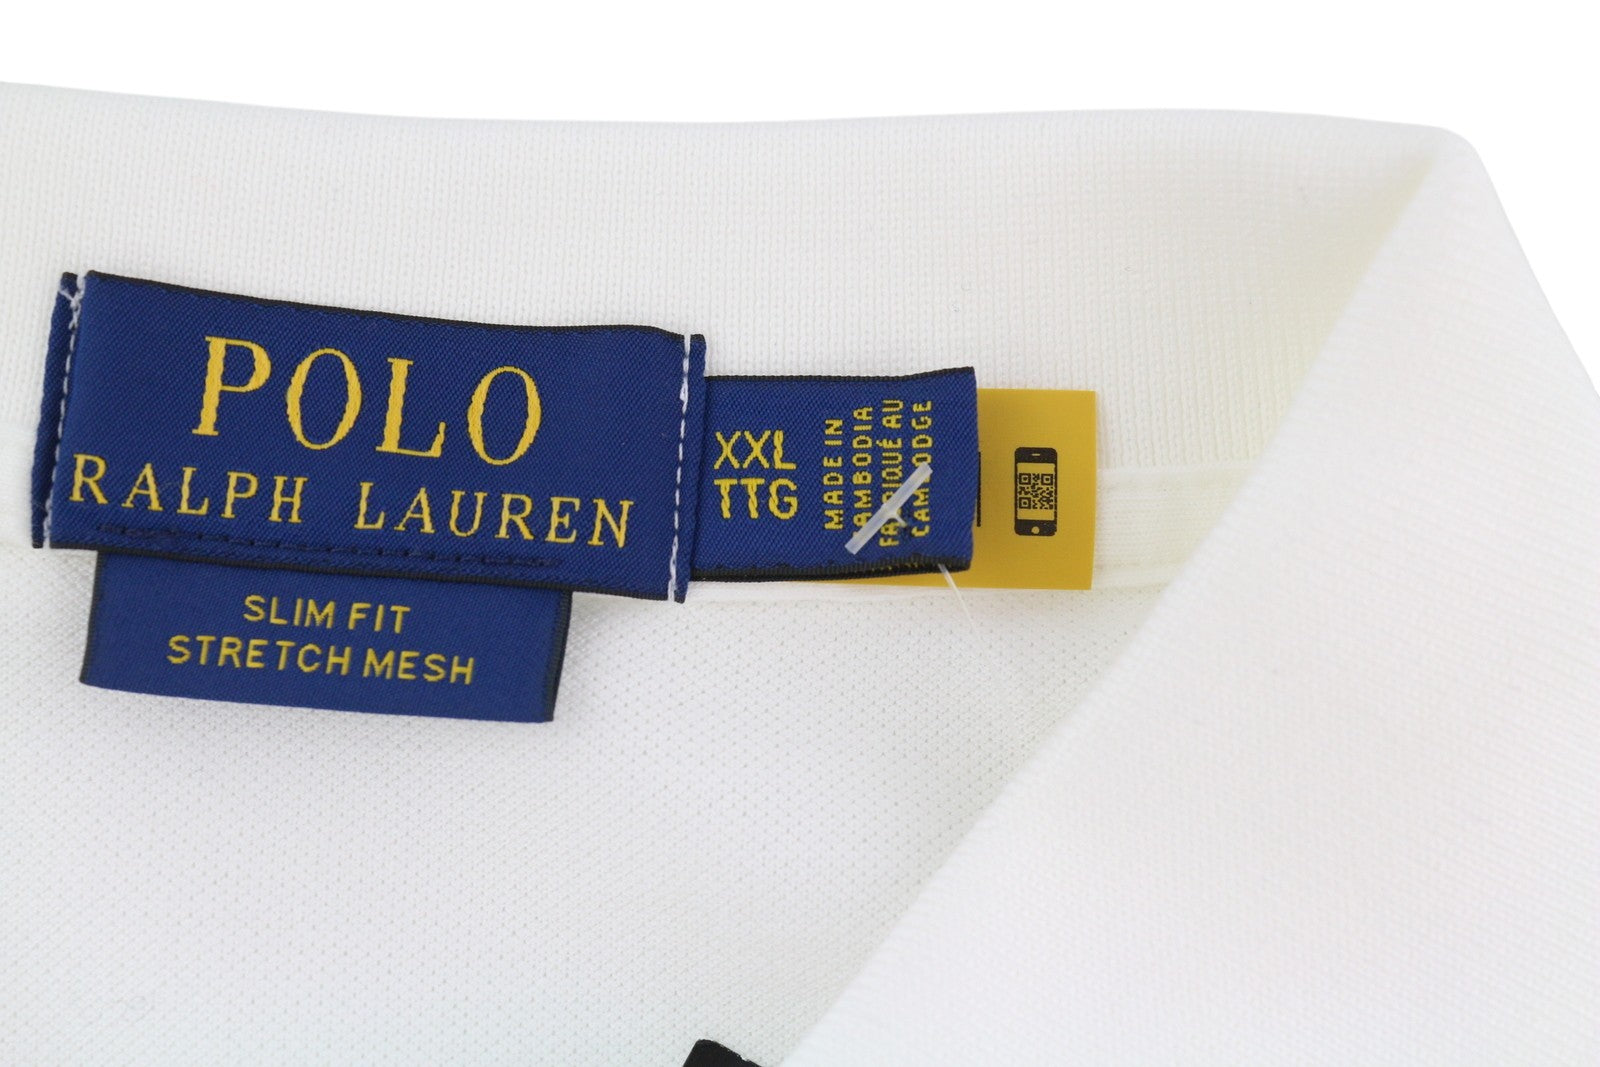 POLO
RALPH LAUREN
SLIM FIT
STRETCH MESH
XXL
TTG
MADE IN
CAMBODIA
FABRIQUÉ AU
CAMBODGE